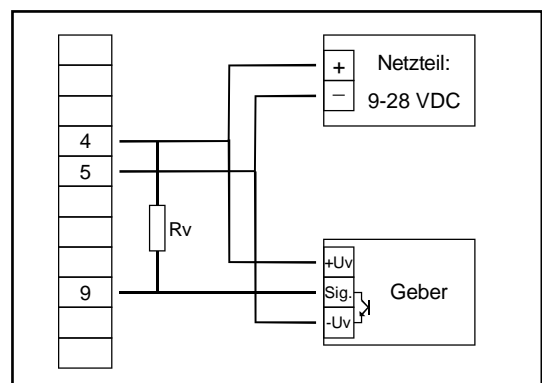 +
Netzteil:
−
9-28 VDC
4
5
Rv
+Uv
9
Sig.
Geber
-Uv